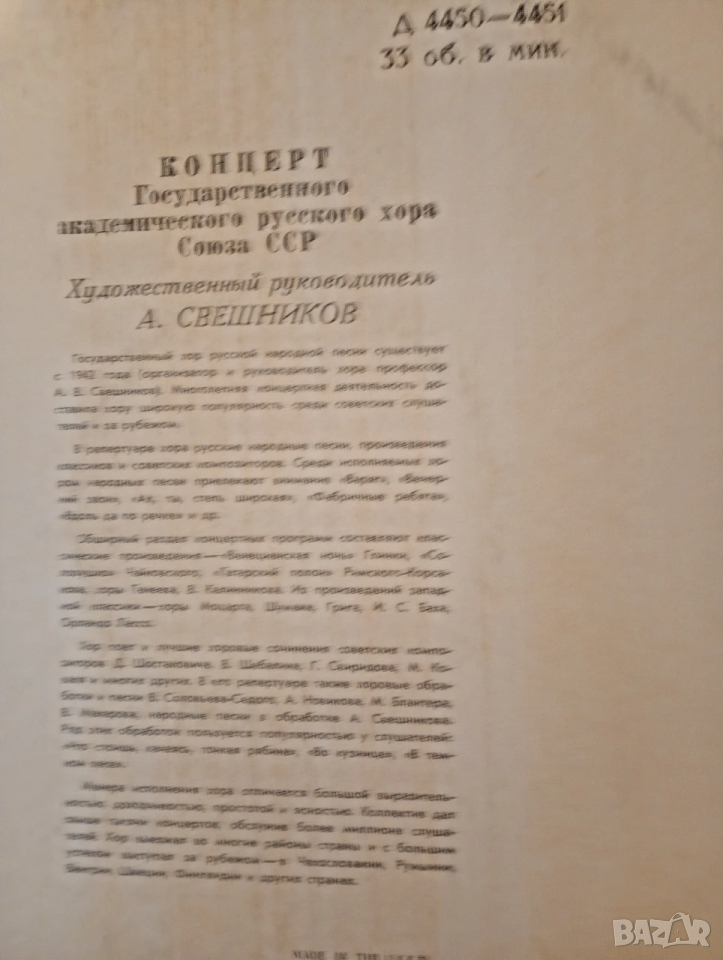 Д 4450—4451
33 об. в мин.
КОНЦЕРТ
Государственного
академического русского хора
Союза ССР
Художественный руководитель
А. СВЕШНИКОВ
Государственный хор русской народной песни существует
с 1942 года (организатор и руководитель хора профессор
А. В. Свешников). Многолетняя концертная деятельность до-
ставила хору широкую популярность среди советских слуша-
телей и за рубежом.
В репертуаре хора русские народные песни, произведения
классиков и советских композиторов. Среди исполняемых хо-
ром народных песен привлекают внимание «Варяг», «Вечер-
ний звон», «Ах, ты, степь широкая», «Фабричные ребята»,
«Вдоль да по речке» и др.
Обширный раздел концертных программ составляют клас-
сические произведения — «Венецианская ночь» Глинки, «Со-
ловушко» Чайковского, «Татарский полон» Римского-Корса-
кова, хоры Танеева, В. Калинникова. Из произведений запад-
ной классики — хоры Моцарта, Шумана, Грига, И. С. Баха,
Орландо Лассо.
Хор поет и лучшие хоровые сочинения советских компо-
зиторов Д. Шостаковича, В. Шебалина, Г. Свиридова, М. Ко-
валя и многих других. В его репертуаре также хоровые обра-
ботки и песни В. Соловьева-Седого, А. Новикова, М. Блантера,
В. Макарова, народные песни в обработке А. Свешникова.
Ряд этих обработок пользуется популярностью у слушателей:
«Что стоишь, качаясь, тонкая рябина», «Во кузнице», «В тем-
ном лесе».
Манера исполнения хора отличается большой выразитель-
ностью, доходчивостью, простотой и ясностью. Коллектив дал
свыше тысячи концертов, обслужив более миллиона слуша-
телей. Хор выезжал во многие районы страны и с большим
успехом выступал за рубежом — в Чехословакии, Румынии,
Венгрии, Швеции, Финляндии и других странах.
MADE IN THE
BAZAR